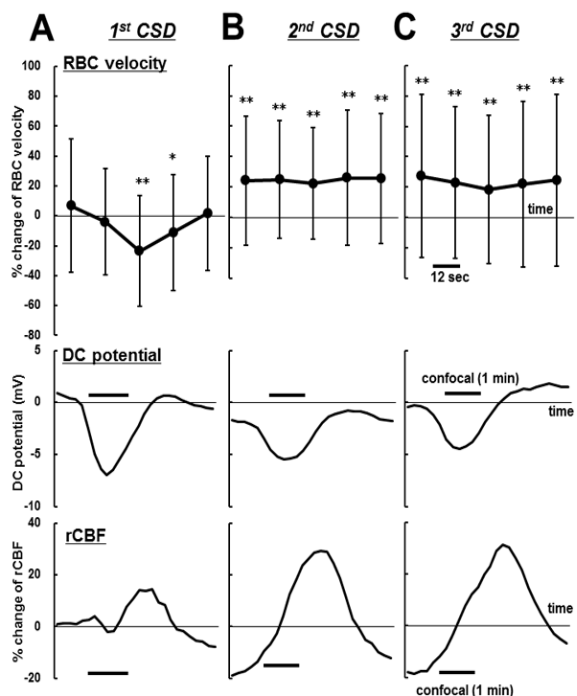 A 1st CSD B 2nd CSD C 3rd CSD
RBC velocity
% change of RBC velocity
100
80
60
40
20
0
-20
-40
-60
-80
** *
** ** ** ** **
** ** ** ** **
time
12 sec
DC potential
DC potential (mV)
5
0
-5
-10
confocal (1 min)
time
rCBF
% change of rCBF
40
20
0
-20
time
confocal (1 min)